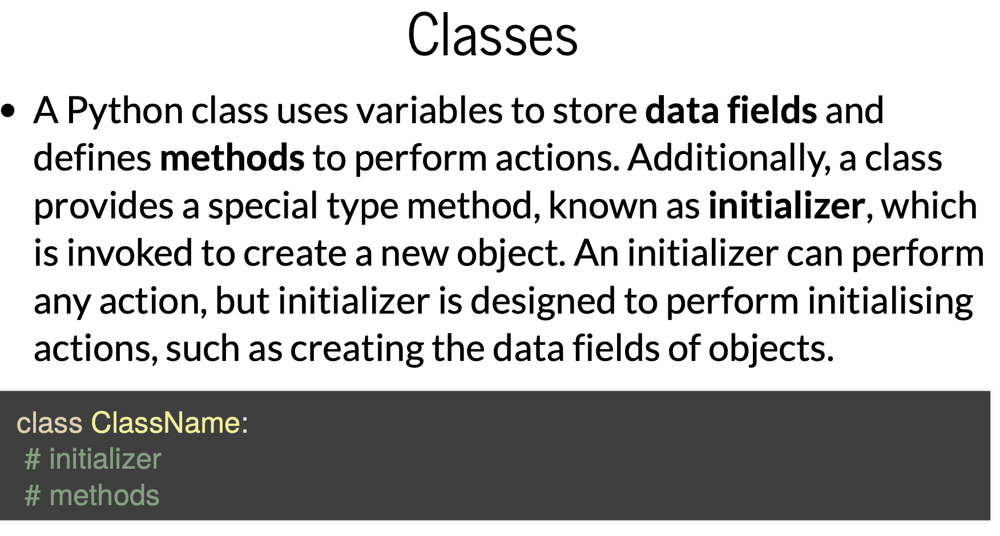 Classes
• A Python class uses variables to store data fields and
defines methods to perform actions. Additionally, a class
provides a special type method, known as initializer, which
is invoked to create a new object. An initializer can perform
any action, but initializer is designed to perform initialising
actions, such as creating the data fields of objects.
class ClassName:
# initializer
# methods